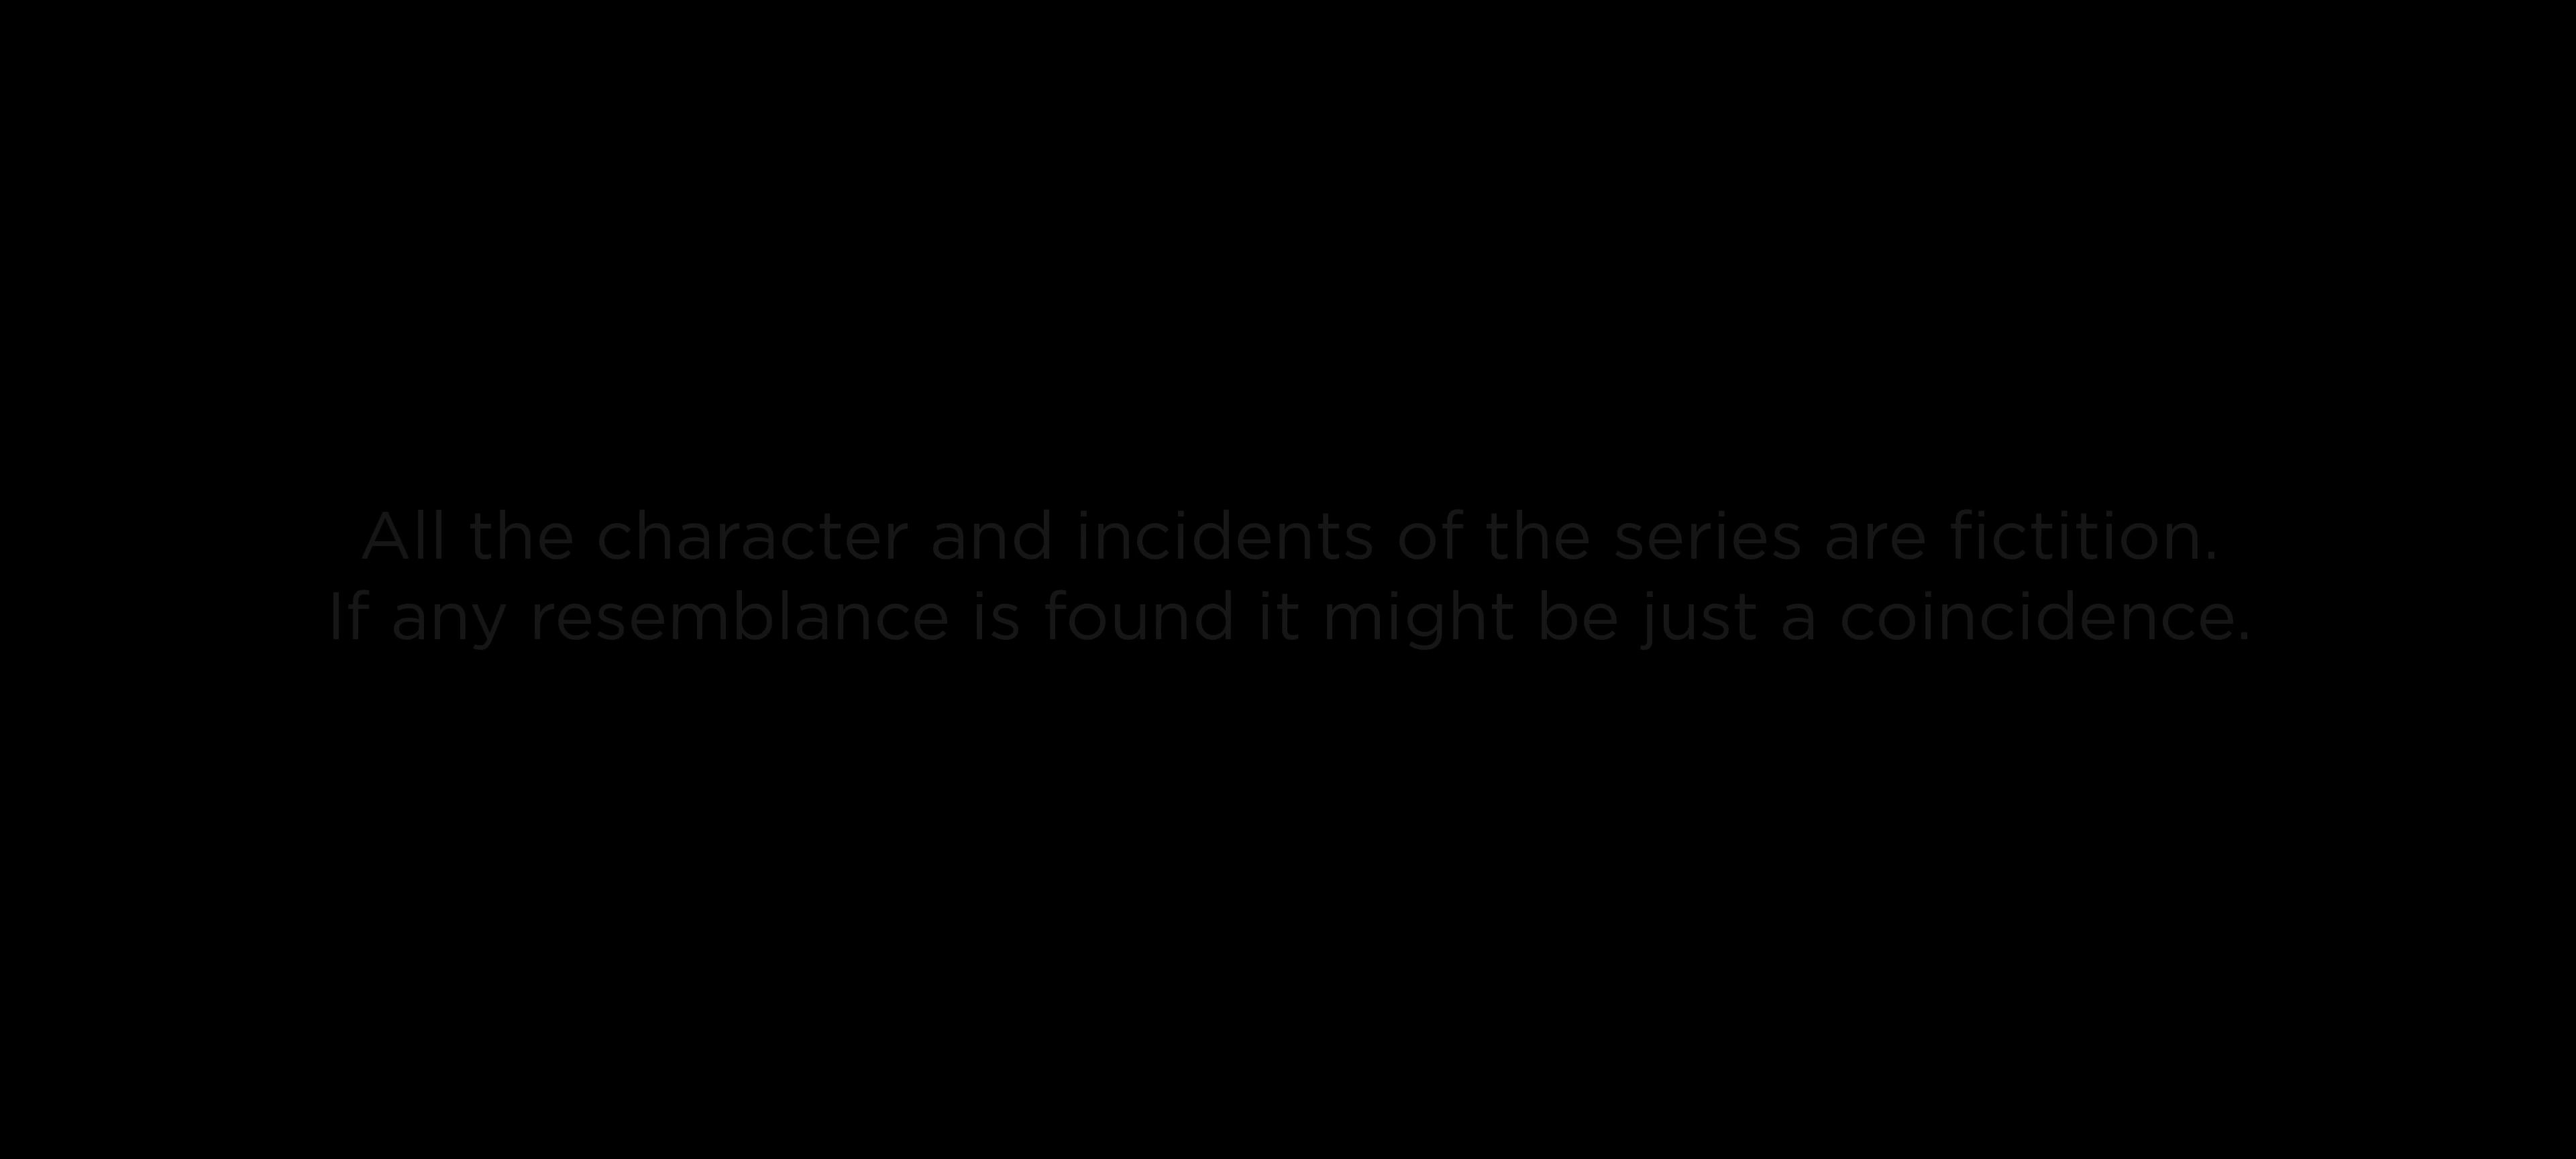 All the character and incidents of the series are fictition.
If any resemblance is found it might be just a coincidence.